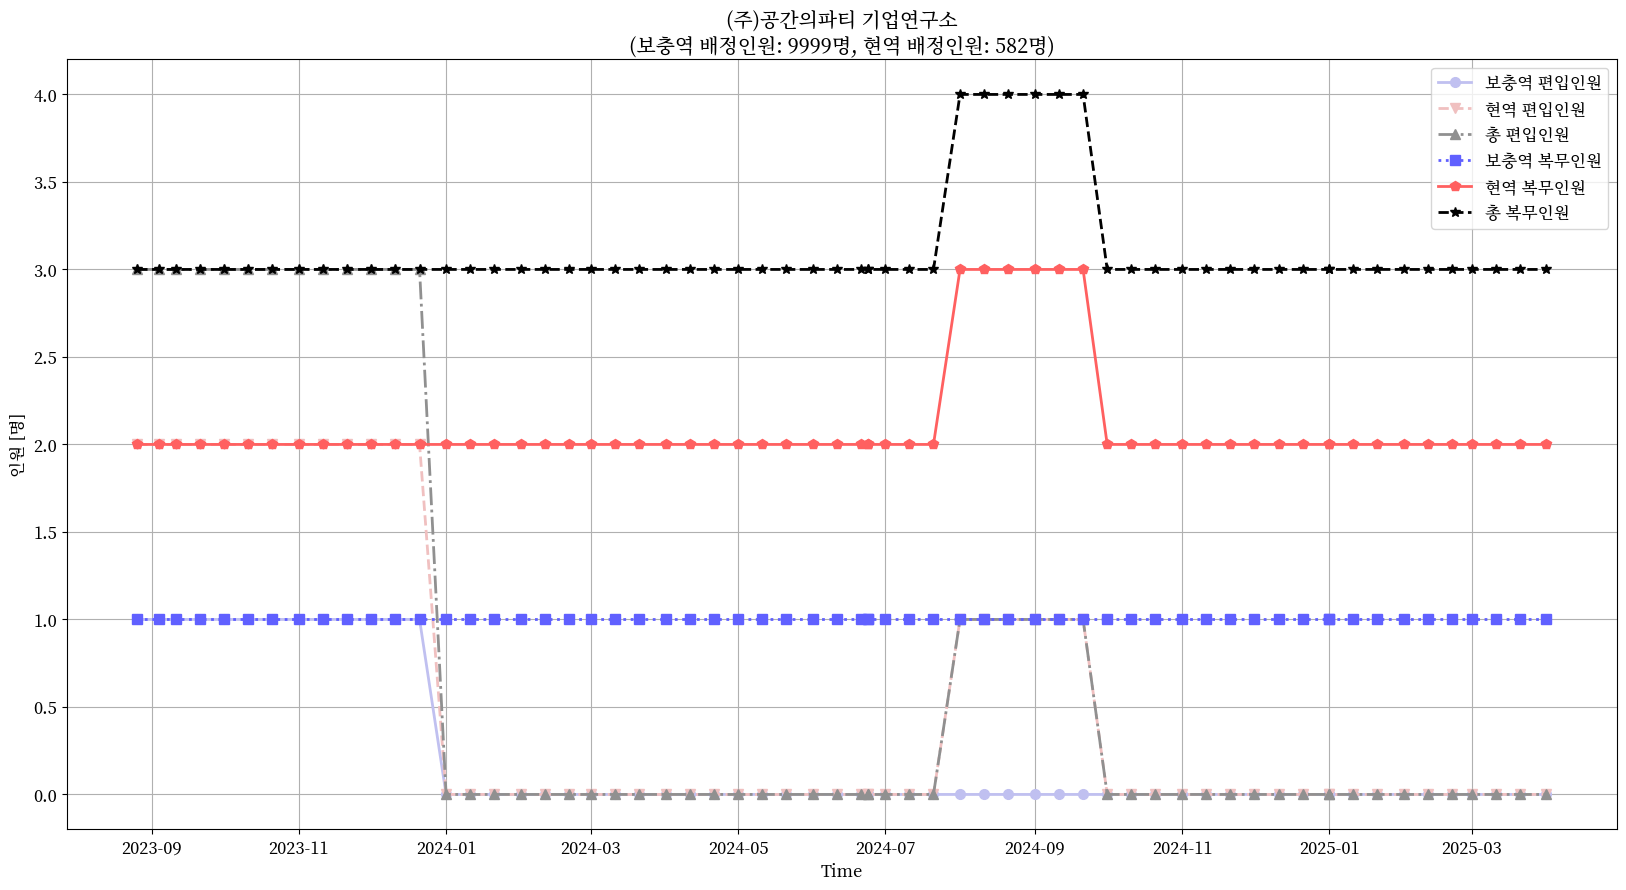 (주)공간의파티 기업연구소
(보충역 배정인원: 9999명, 현역 배정인원: 582명)
보충역 편입인원
현역 편입인원
총 편입인원
보충역 복무인원
현역 복무인원
총 복무인원
인원 [명]
4.0
3.5
3.0
2.5
2.0
1.5
1.0
0.5
0.0
2023-09
2023-11
2024-01
2024-03
2024-05
2024-07
2024-09
2024-11
2025-01
2025-03
Time